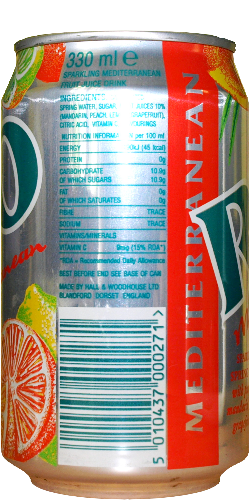 330 ml e
SPARKLING MEDITERRANEAN
FRUIT JUICE DRINK
INGREDIENTS
SPRING WATER, SUGAR, JUICES 10%
(MANDARIN, PEACH, GRAPEFRUIT),
CITRIC ACID, VITAMIN C
NUTRITION INFORMATION per 100 ml
ENERGY (45 kcal)
PROTEIN 0g
CARBOHYDRATE 10.9g
OF WHICH SUGARS 10.9g
FAT 0g
OF WHICH SATURATES 0g
FIBRE TRACE
SODIUM TRACE
VITAMINS/MINERALS
VITAMIN C 9mg (15% RDA*)
*RDA = Recommended Daily Allowance
BEST BEFORE END SEE BASE OF CAN
MADE BY HALL & WOODHOUSE LTD
BLANDFORD DORSET ENGLAND
5 010437 000271 >
MEDITERRANEAN